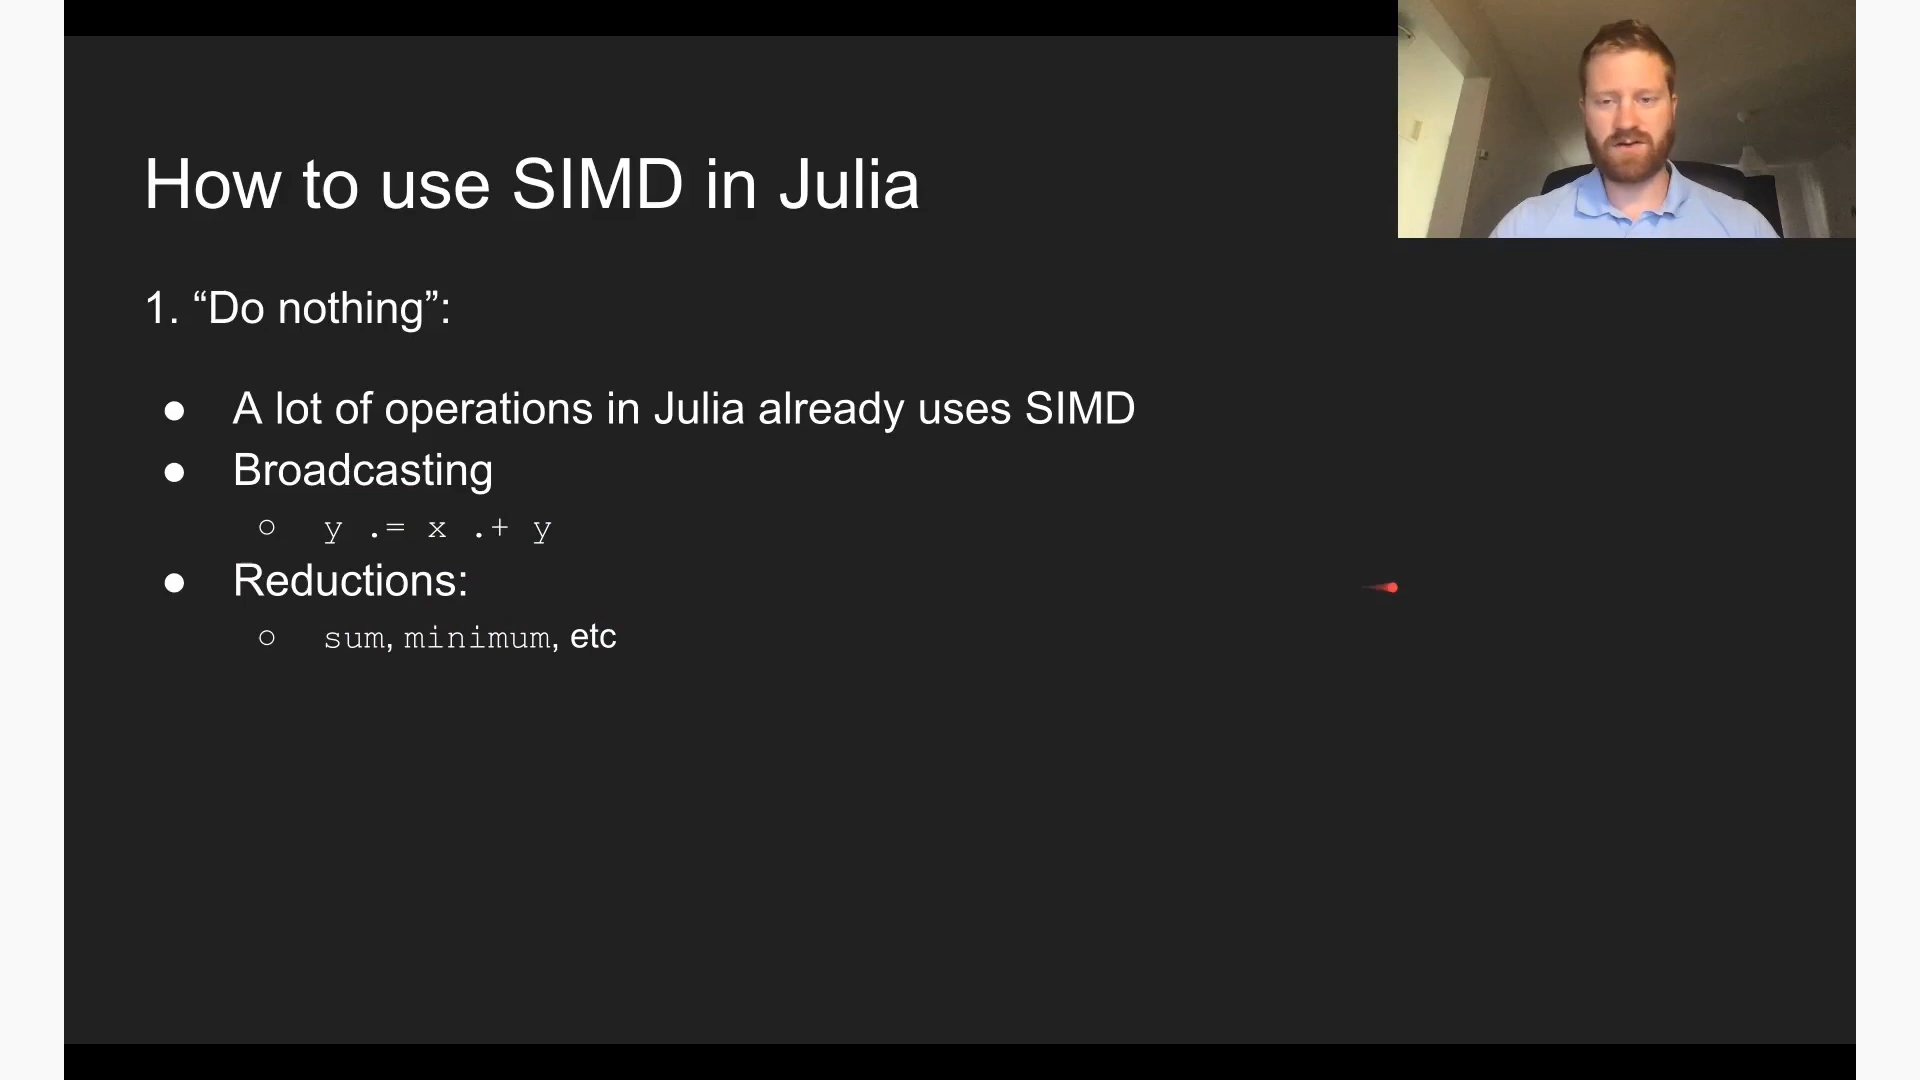 How to use SIMD in Julia
1. “Do nothing”:
● A lot of operations in Julia already uses SIMD
● Broadcasting
○ y .= x .+ y
● Reductions:
○ sum, minimum, etc